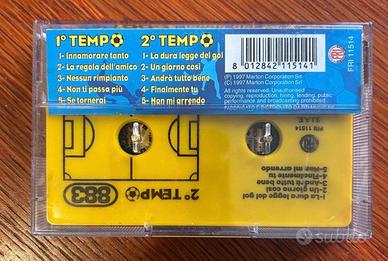 1° TEMPO
1- Innamorare tanto
2- La regola dell'amico
3- Nessun rimpianto
4- Non ti passa più
5- Se tornerai
2° TEMPO
1- La dura legge del gol
2- Un giorno così
3- Andrà tutto bene
4- Finalmente tu
5- Non mi arrendo
8 012842 115141
FRI 11514
(P) 1997 Marton Corporation Srl
(C) 1997 Marton Corporation Srl
All rights reserved. Unauthorised
copying, reproduction, hiring, lending, public
performance and broadcasting prohibited.
S.I.A.E.
FRI 11514
2° TEMPO
883
1-La dura legge del gol
2-Un giorno così
3-Andrà tutto bene
4-Finalmente tu
5-Non mi arrendo
subito